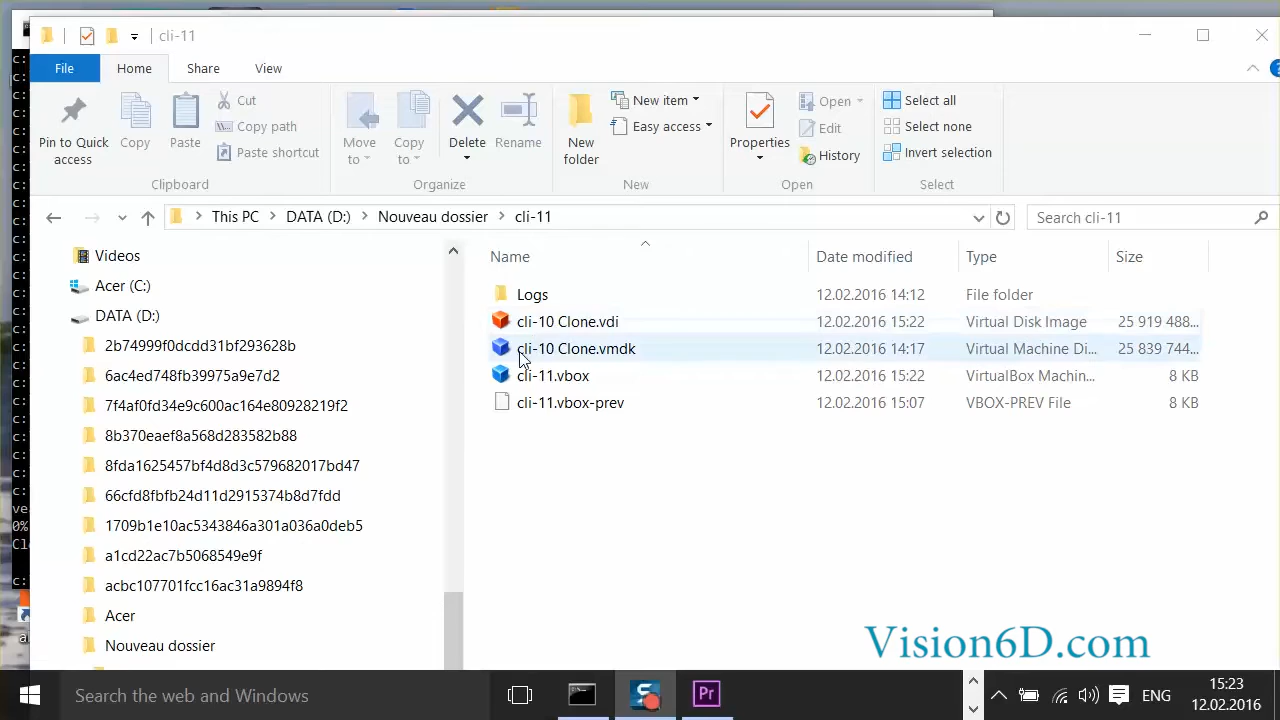 cli-11
File Home Share View
Pin to Quick access
Copy
Paste
Cut
Copy path
Paste shortcut
Clipboard
Move to
Copy to
Delete
Rename
Organize
New folder
New item
Easy access
New
Properties
Open
Edit
History
Open
Select all
Select none
Invert selection
Select
This PC > DATA (D:) > Nouveau dossier > cli-11
Search cli-11
Videos
Acer (C:)
DATA (D:)
2b74999f0dcdd31bf293628b
6ac4ed748fb39975a9e7d2
7f4af0fd34e9c600ac164e80928219f2
8b370eaef8a568d283582b88
8fda1625457bf4d8d3c579682017bd47
66cfd8fbfb24d11d2915374b8d7fdd
1709b1e10ac5343846a301a036a0deb5
a1cd22ac7b5068549e9f
acbc107701fcc16ac31a9894f8
Acer
Nouveau dossier
Name Date modified Type Size
Logs 12.02.2016 14:12 File folder
cli-10 Clone.vdi 12.02.2016 15:22 Virtual Disk Image 25 919 488...
cli-10 Clone.vmdk 12.02.2016 14:17 Virtual Machine Di... 25 839 744...
cli-11.vbox 12.02.2016 15:22 VirtualBox Machin... 8 KB
cli-11.vbox-prev 12.02.2016 15:07 VBOX-PREV File 8 KB
Vision6D.com
Search the web and Windows
Pr
ENG
15:23
12.02.2016